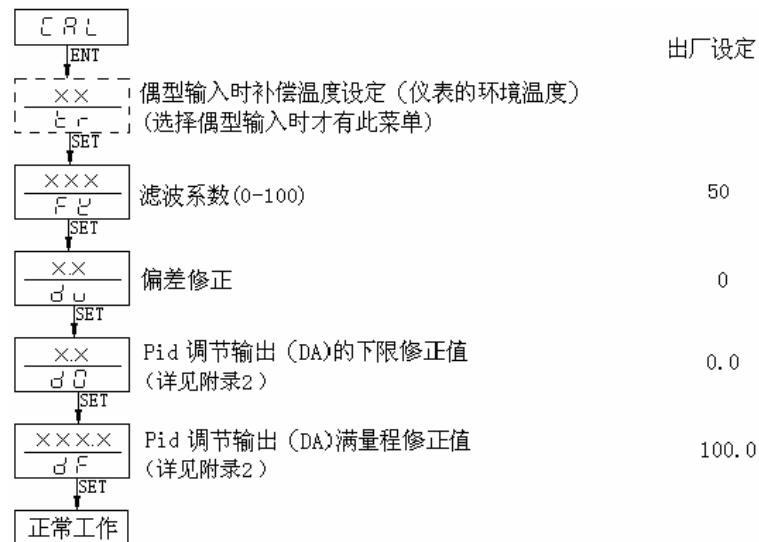 CAL
ENT
出厂设定
××
偶型输入时补偿温度设定（仪表的环境温度）
tr
(选择偶型输入时才有此菜单)
SET
×××
滤波系数(0-100)
50
SET
×.×
偏差修正
0
du
SET
×.×
Pid 调节输出（DA)的下限修正值
0.0
d0
（详见附录2）
SET
×××.×
Pid 调节输出（DA)满量程修正值
100.0
dF
（详见附录2）
SET
正常工作